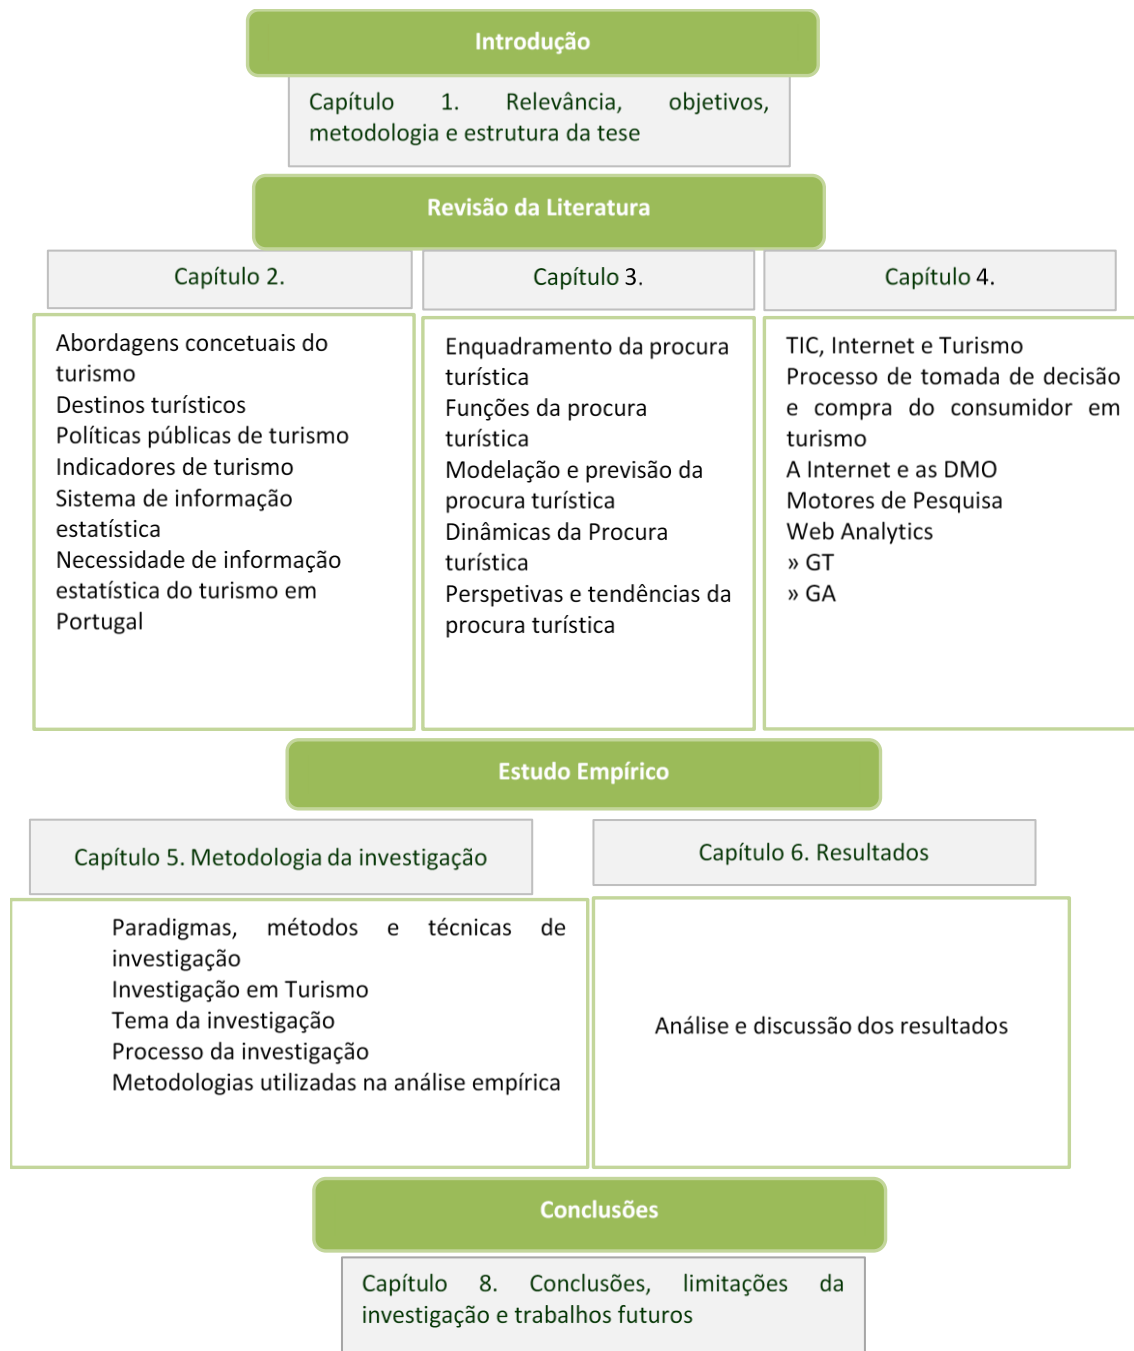 Introdução
Capítulo 1. Relevância, objetivos,
metodologia e estrutura da tese
Revisão da Literatura
Capítulo 2.
Abordagens concetuais do
turismo
Destinos turísticos
Políticas públicas de turismo
Indicadores de turismo
Sistema de informação
estatística
Necessidade de informação
estatística do turismo em
Portugal
Capítulo 3.
Enquadramento da procura
turística
Funções da procura
turística
Modelação e previsão da
procura turística
Dinâmicas da Procura
turística
Perspetivas e tendências da
procura turística
Capítulo 4.
TIC, Internet e Turismo
Processo de tomada de decisão
e compra do consumidor em
turismo
A Internet e as DMO
Motores de Pesquisa
Web Analytics
» GT
» GA
Estudo Empírico
Capítulo 5. Metodologia da investigação
Paradigmas, métodos e técnicas de
investigação
Investigação em Turismo
Tema da investigação
Processo da investigação
Metodologias utilizadas na análise empírica
Capítulo 6. Resultados
Análise e discussão dos resultados
Conclusões
Capítulo 8. Conclusões, limitações da
investigação e trabalhos futuros